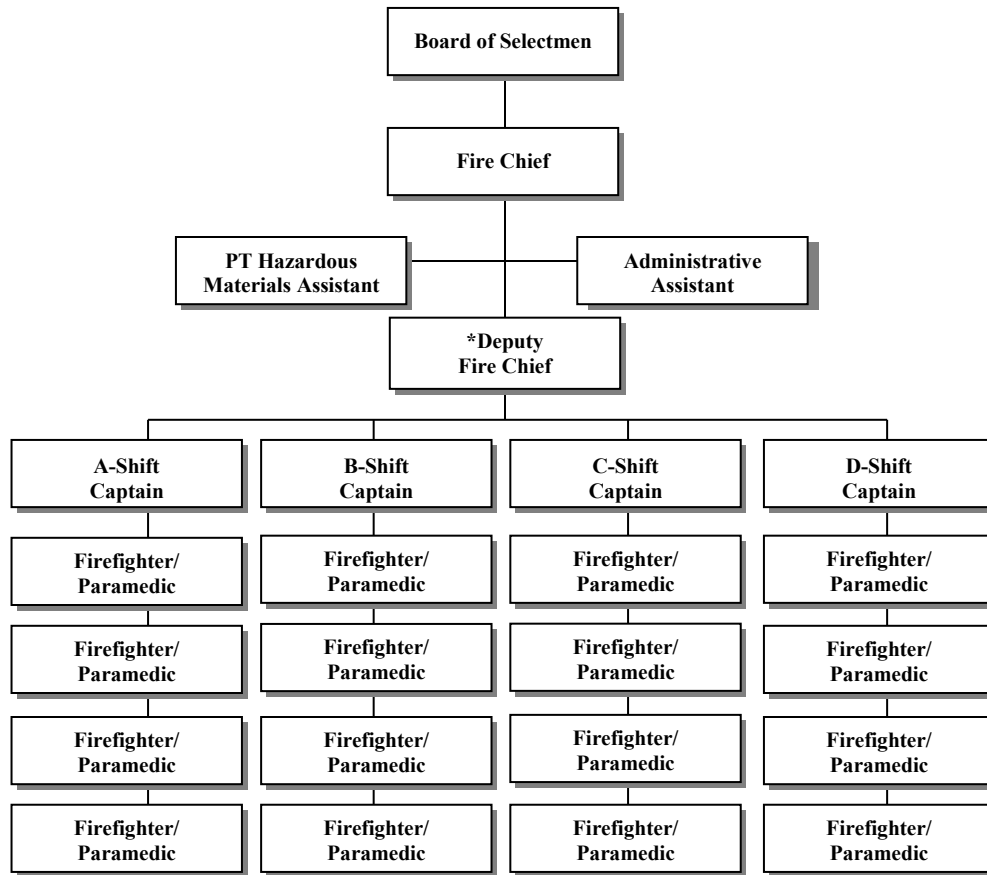 Board of Selectmen
Fire Chief
PT Hazardous
Materials Assistant
Administrative
Assistant
*Deputy
Fire Chief
A-Shift
Captain
B-Shift
Captain
C-Shift
Captain
D-Shift
Captain
Firefighter/
Paramedic
Firefighter/
Paramedic
Firefighter/
Paramedic
Firefighter/
Paramedic
Firefighter/
Paramedic
Firefighter/
Paramedic
Firefighter/
Paramedic
Firefighter/
Paramedic
Firefighter/
Paramedic
Firefighter/
Paramedic
Firefighter/
Paramedic
Firefighter/
Paramedic
Firefighter/
Paramedic
Firefighter/
Paramedic
Firefighter/
Paramedic
Firefighter/
Paramedic